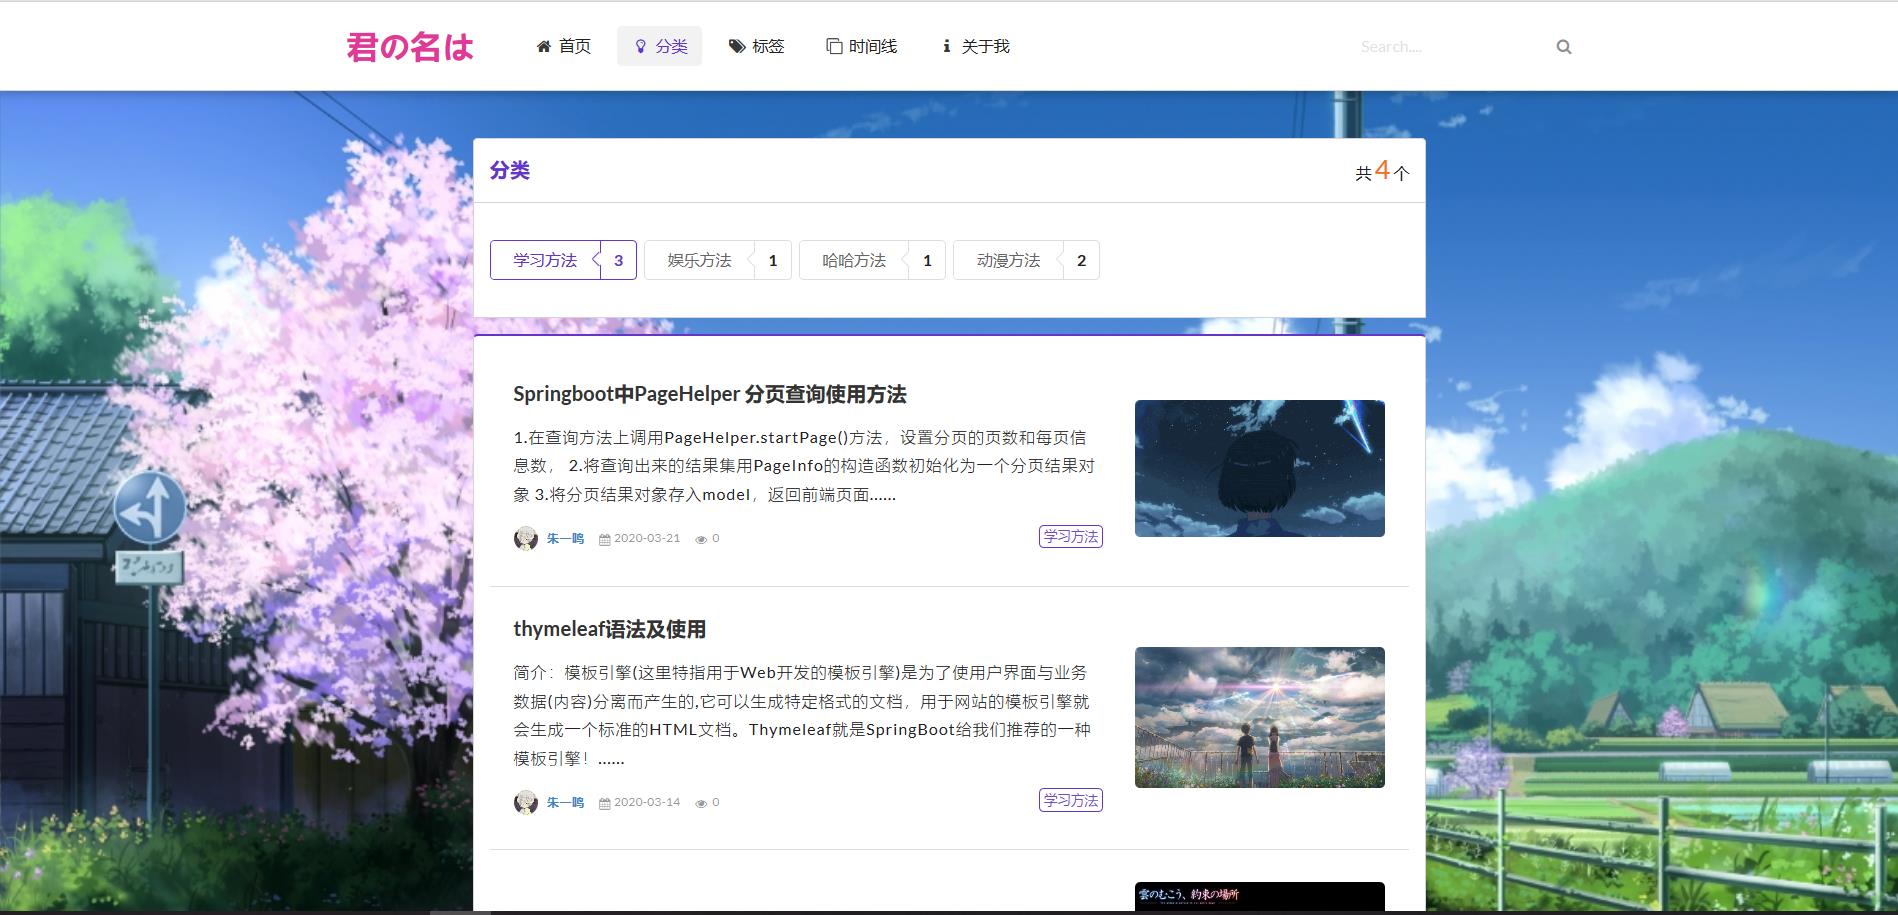 君の名は 首页 分类 标签 时间线 关于我 Search....
分类 共 4 个
学习方法 3 娱乐方法 1 哈哈方法 1 动漫方法 2
Springboot中PageHelper 分页查询使用方法
1.在查询方法上调用PageHelper.startPage()方法，设置分页的页数和每页信
息数， 2.将查询出来的结果集用PageInfo的构造函数初始化为一个分页结果对
象 3.将分页结果对象存入model，返回前端页面......
朱一鸣 2020-03-21 0 学习方法
thymeleaf语法及使用
简介：模板引擎(这里特指用于Web开发的模板引擎)是为了使用户界面与业务
数据(内容)分离而产生的,它可以生成特定格式的文档，用于网站的模板引擎就
会生成一个标准的HTML文档。Thymeleaf就是SpringBoot给我们推荐的一种
模板引擎！......
朱一鸣 2020-03-14 0 学习方法
雲のむこう、約束の場所